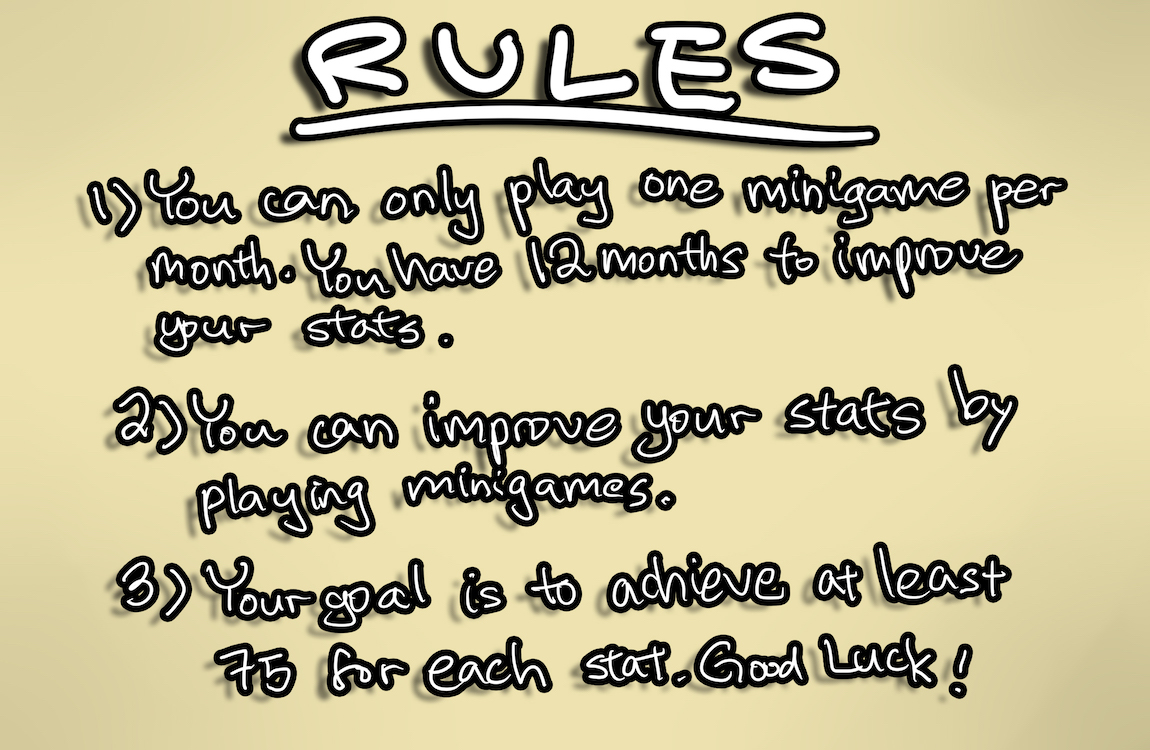 RULES
1) You can only play one minigame per
month. You have 12 months to improve
your stats.
2) You can improve your stats by
playing minigames.
3) Your goal is to achieve at least
75 for each stat. Good Luck!